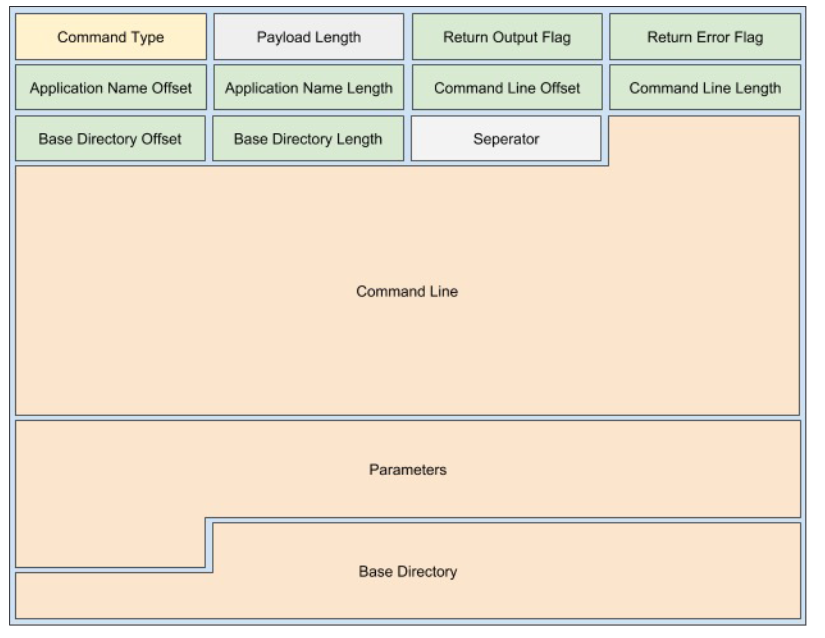 Command Type
Payload Length
Return Output Flag
Return Error Flag
Application Name Offset
Application Name Length
Command Line Offset
Command Line Length
Base Directory Offset
Base Directory Length
Seperator
Command Line
Parameters
Base Directory